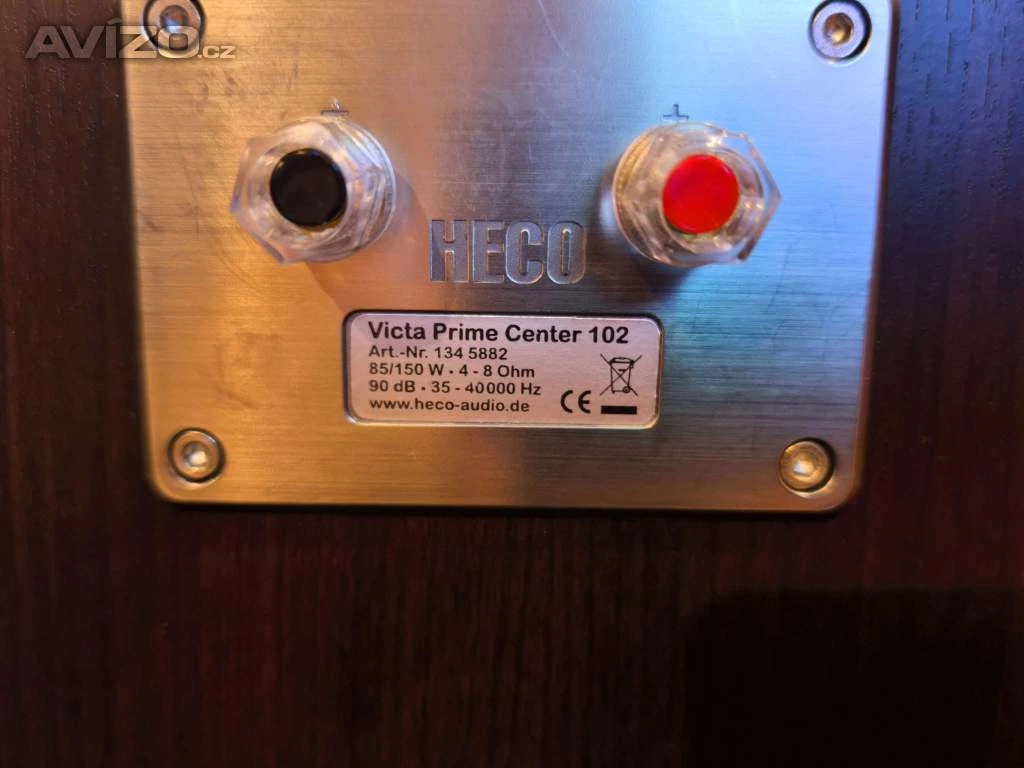 AVÍZO.cz
+
HECO
Victa Prime Center 102
Art.-Nr. 134 5882
85/150 W • 4 - 8 Ohm
90 dB • 35 - 40000 Hz
www.heco-audio.de
CE